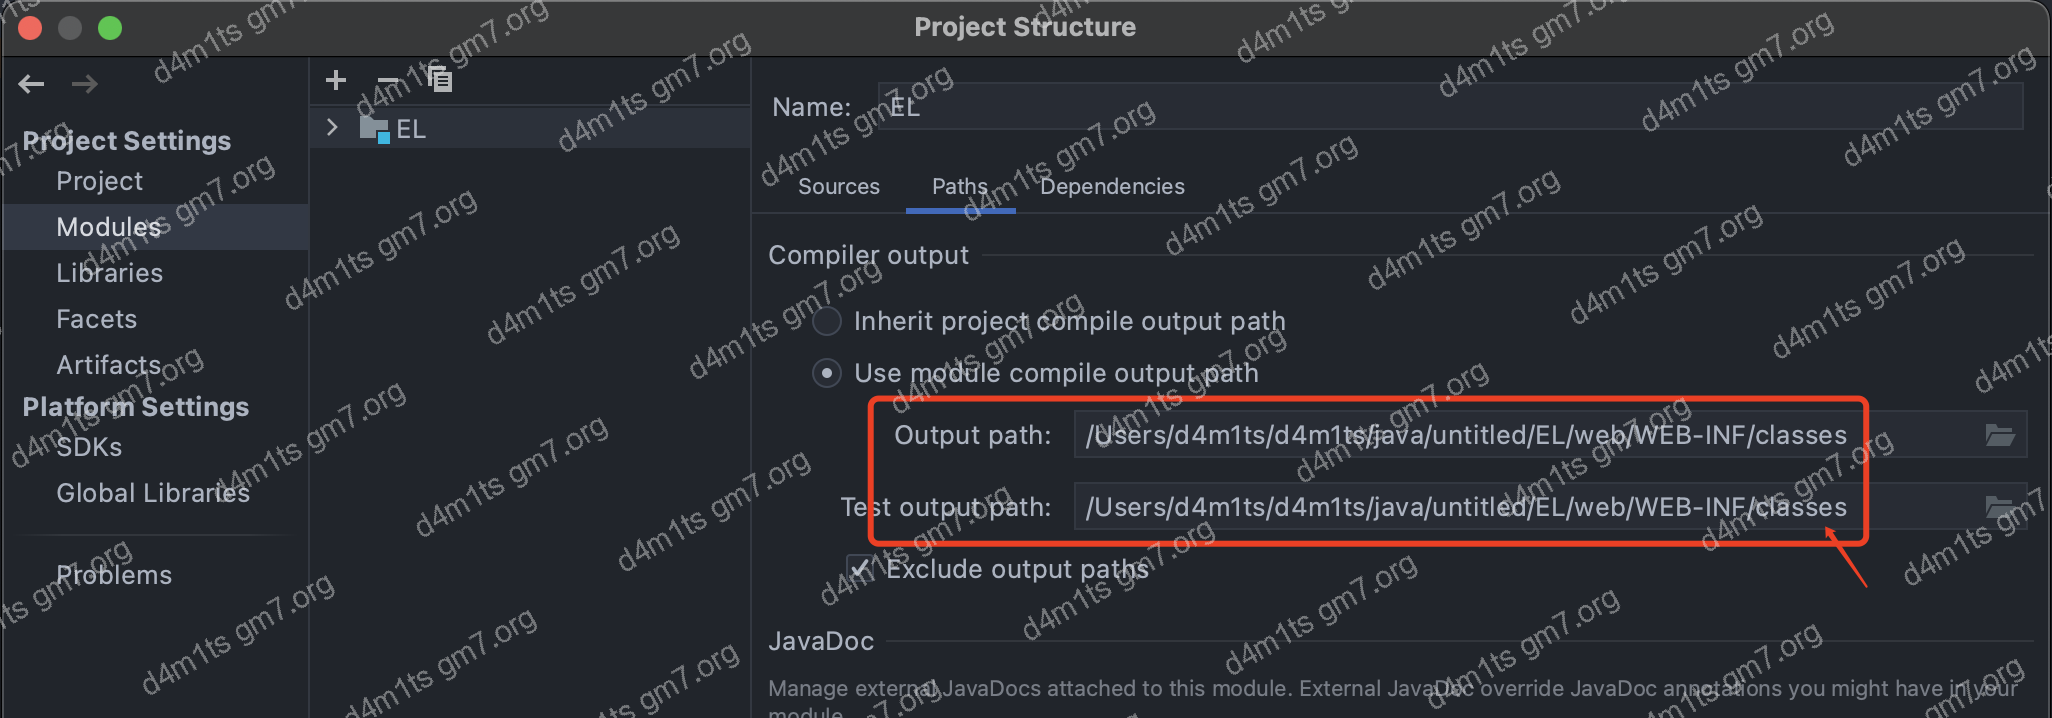 Project Structure
Project Settings
Project
Modules
Libraries
Facets
Artifacts
Platform Settings
SDKs
Global Libraries
Problems
EL
Name: EL
Sources Paths Dependencies
Compiler output
Inherit project compile output path
Use module compile output path
Output path: /Users/d4m1ts/d4m1ts/java/untitled/EL/web/WEB-INF/classes
Test output path: /Users/d4m1ts/d4m1ts/java/untitled/EL/web/WEB-INF/classes
Exclude output paths
JavaDoc
Manage external JavaDocs attached to this module. External JavaDoc override JavaDoc annotations you might have in your
module.
d4m1ts gm7.org